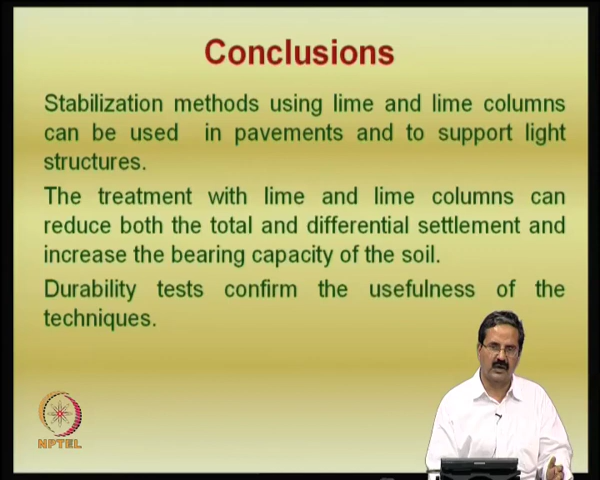 Conclusions
Stabilization methods using lime and lime columns
can be used in pavements and to support light
structures.
The treatment with lime and lime columns can
reduce both the total and differential settlement and
increase the bearing capacity of the soil.
Durability tests confirm the usefulness of the
techniques.
NPTEL